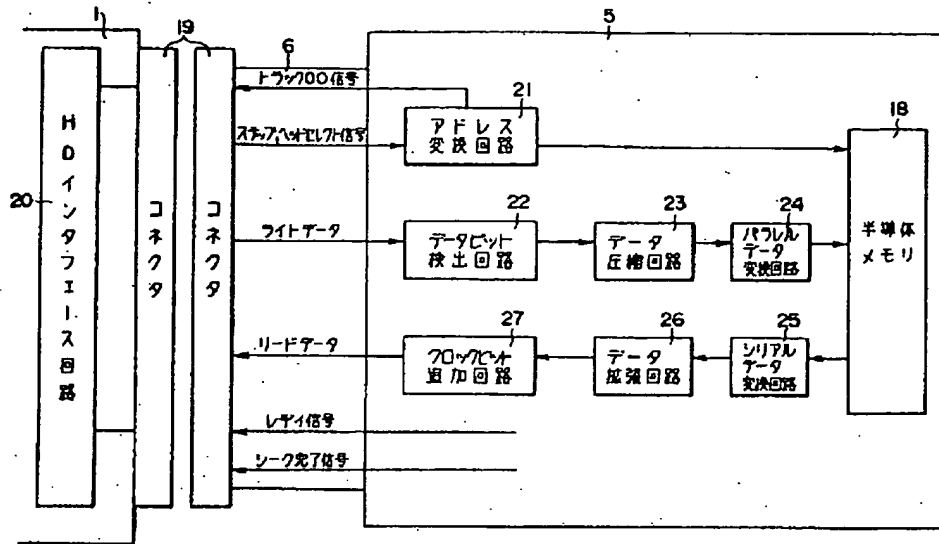 1
19
6
5
トラック00信号
21
アドレス
変換回路
18
ステップ,ヘッドセレクト信号
HDインタフェース回路
20
コネクタ
コネクタ
22
23
24
ライトデータ
データビット
検出回路
データ
圧縮回路
パラレル
データ
変換回路
半導体
メモリ
27
26
25
リードデータ
クロックビット
追加回路
データ
拡張回路
シリアル
データ
変換回路
レディ信号
シーク完了信号